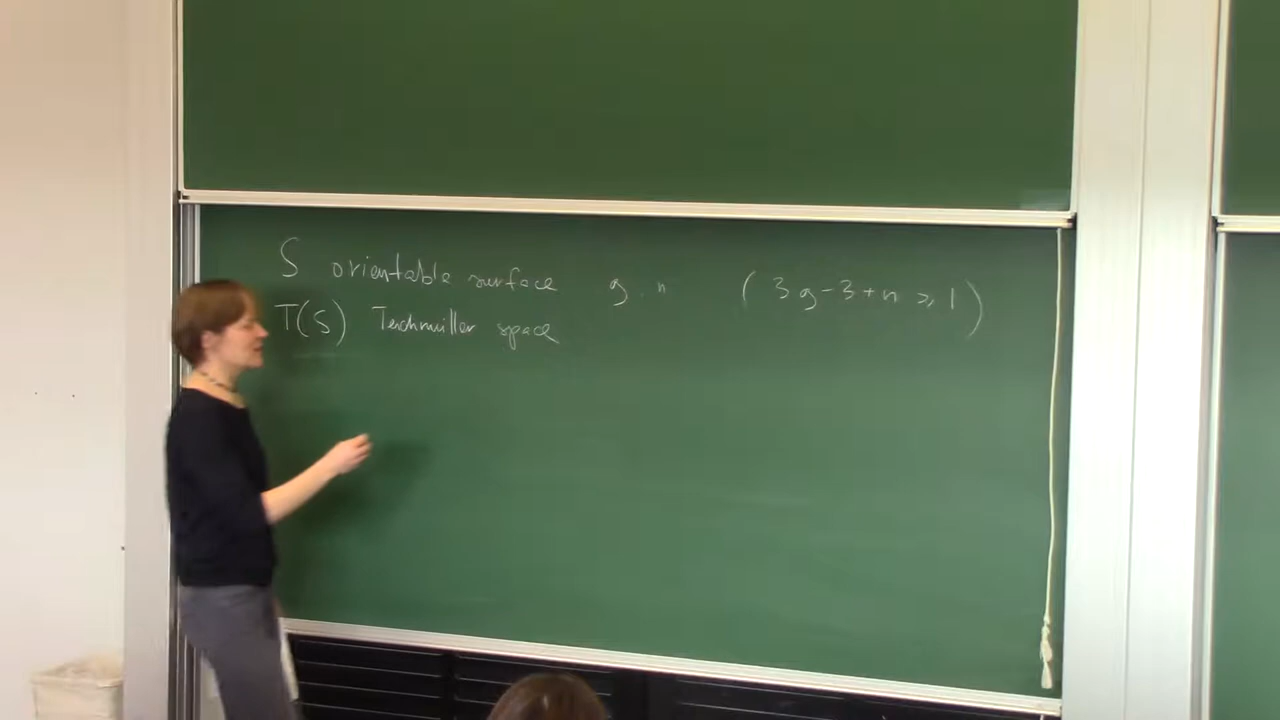 S orientable surface g, n (3g-3+n ⩾ 1)
T(S) Teichmüller space